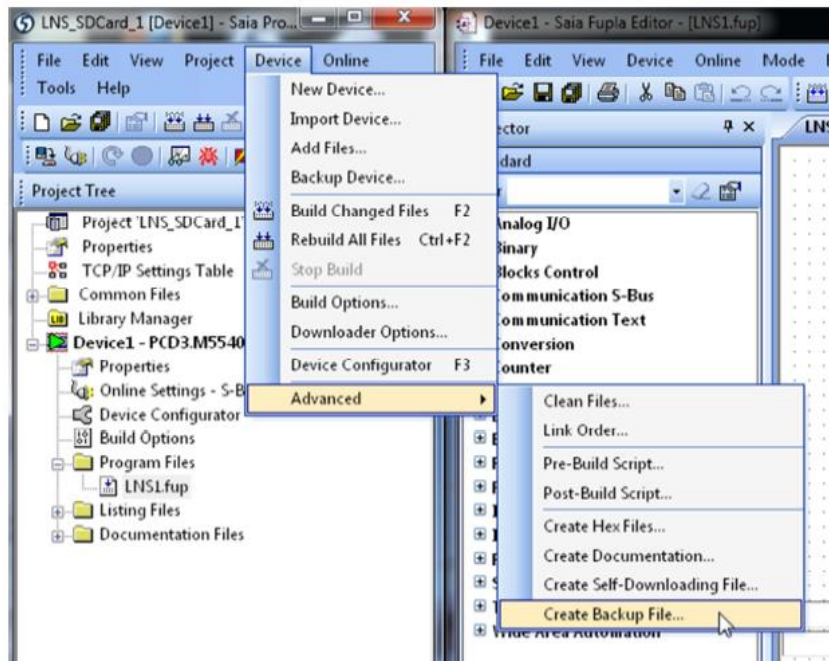 LNS_SDCard_1 [Device1] - Saia Pro...
File Edit View Project Device Online
Tools Help
Project Tree
Project 'LNS_SDCard_1'
Properties
TCP/IP Settings Table
Common Files
Library Manager
Device1 - PCD3.M5540
Properties
Online Settings - S-B
Device Configurator
Build Options
Program Files
LNS1.fup
Listing Files
Documentation Files
New Device...
Import Device...
Add Files...
Backup Device...
Build Changed Files F2
Rebuild All Files Ctrl+F2
Stop Build
Build Options...
Downloader Options...
Device Configurator F3
Advanced
Clean Files...
Link Order...
Pre-Build Script...
Post-Build Script...
Create Hex Files...
Create Documentation...
Create Self-Downloading File...
Create Backup File...
Device1 - Saia Fupla Editor - [LNS1.fup]
File Edit View Device Online Mode
ector
LNS
dard
Analog I/O
Binary
Blocks Control
Communication S-Bus
Communication Text
Conversion
Counter
Wide Area Automation